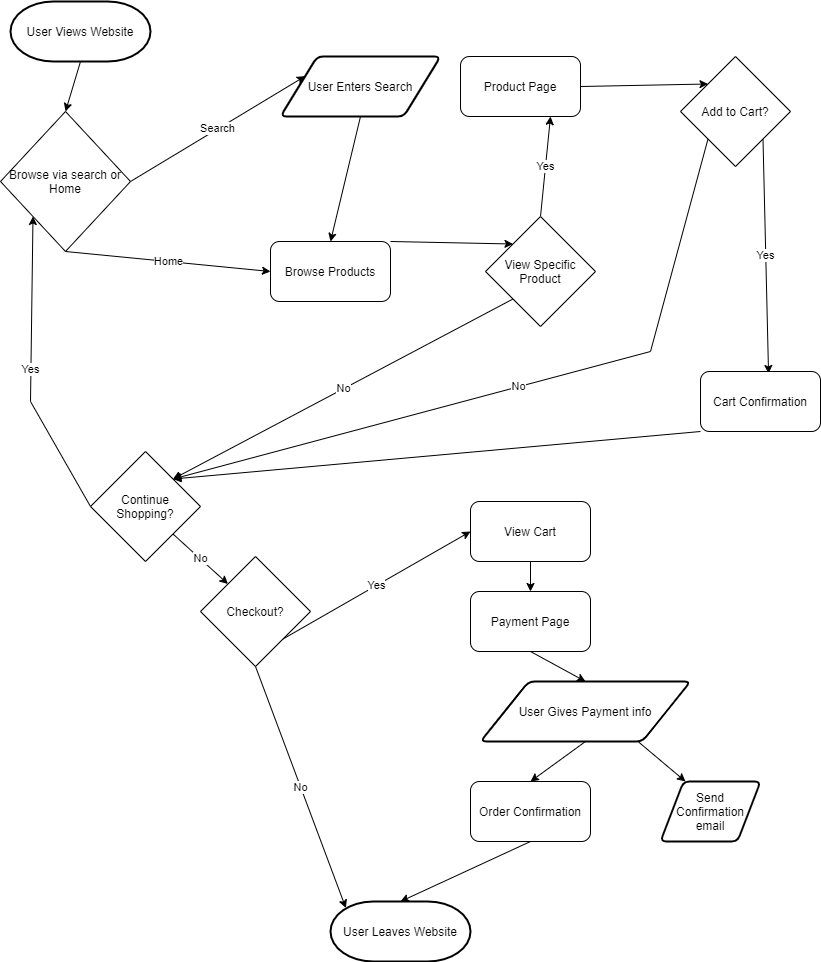 User Views Website
User Enters Search
Product Page
Add to Cart?
Search
Browse via search or
Home
Yes
Home
Browse Products
View Specific
Product
Yes
Yes
No
No
Cart Confirmation
Continue
Shopping?
No
View Cart
Checkout?
Yes
Payment Page
User Gives Payment info
No
Order Confirmation
Send
Confirmation
email
User Leaves Website